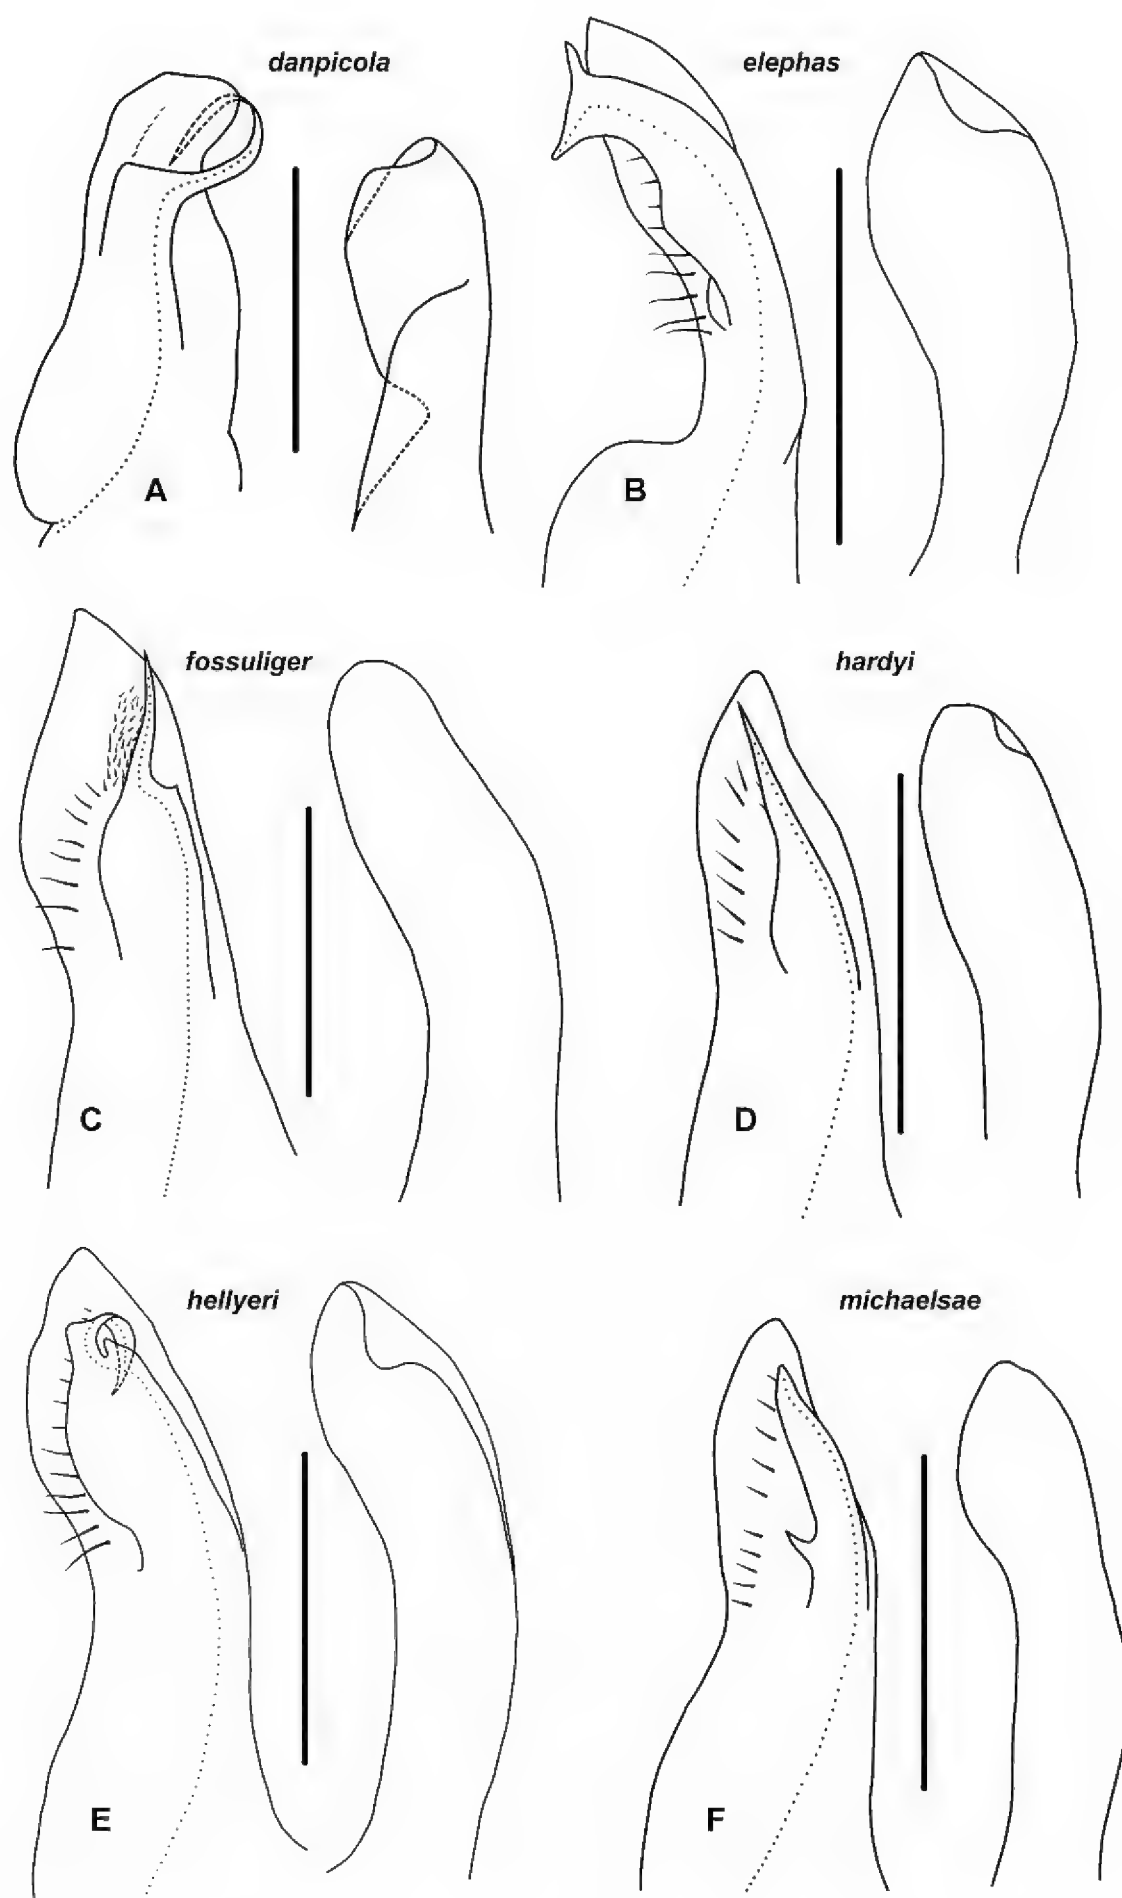 danpicola
elephas
A
B
fossuliger
hardyi
C
D
hellyeri
michaelsae
E
F